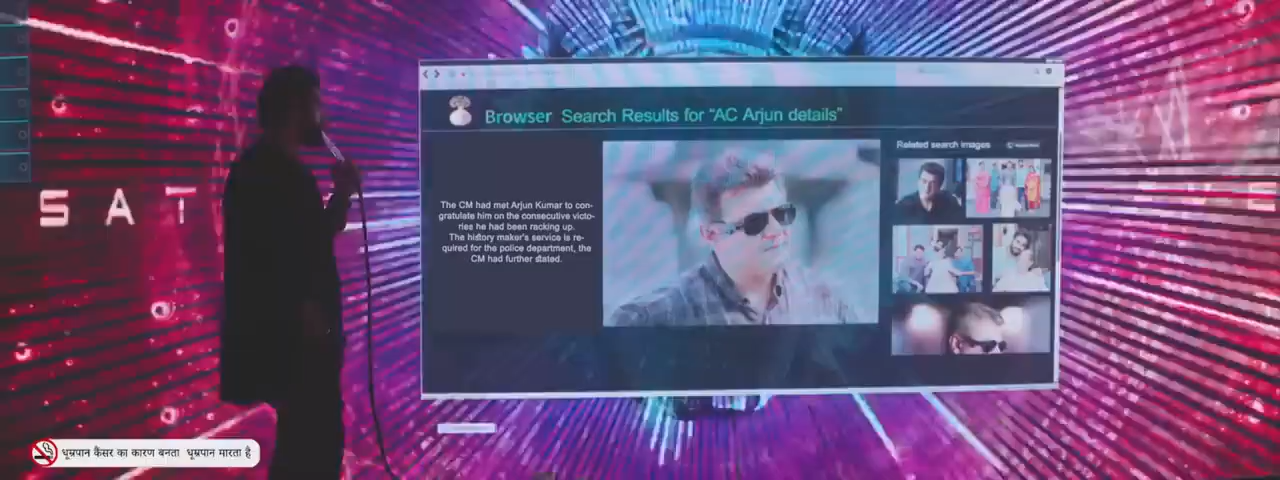 SAT
Browser Search Results for "AC Arjun details"
Related search images
The CM had met Arjun Kumar to con-
gratulate him on the consecutive victo-
ries he had been racking up.
The history maker's service is re-
quired for the police department, the
CM had further stated.
धूम्रपान कैंसर का कारण बनता धूम्रपान मारता है